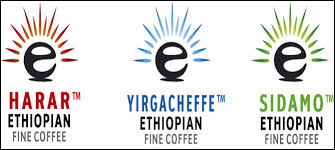 HARAR™
ETHIOPIAN
FINE COFFEE
YIRGACHEFFE™
ETHIOPIAN
FINE COFFEE
SIDAMO™
ETHIOPIAN
FINE COFFEE